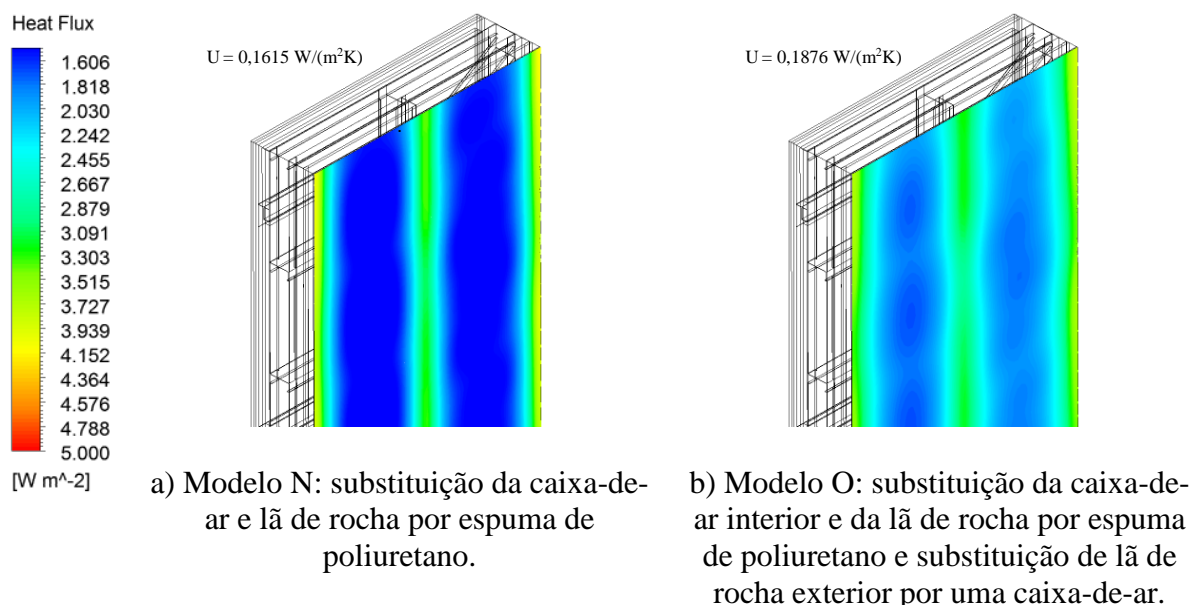 Heat Flux
1.606
1.818
2.030
2.242
2.455
2.667
2.879
3.091
3.303
3.515
3.727
3.939
4.152
4.364
4.576
4.788
5.000
[W m^-2]
U = 0,1615 W/(m²K)
a) Modelo N: substituição da caixa-de-
ar e lã de rocha por espuma de
poliuretano.
U = 0,1876 W/(m²K)
b) Modelo O: substituição da caixa-de-
ar interior e da lã de rocha por espuma
de poliuretano e substituição de lã de
rocha exterior por uma caixa-de-ar.